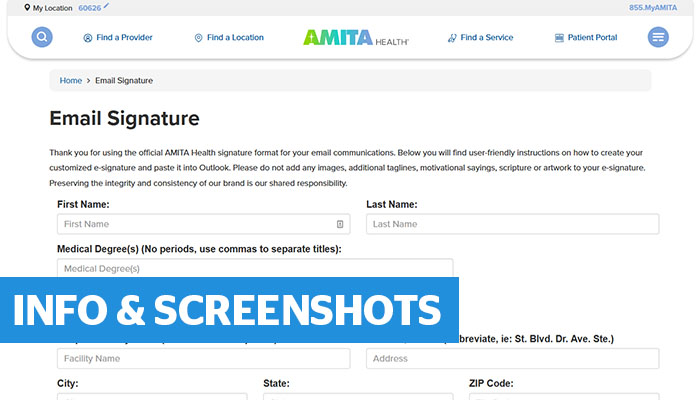 My Location 60626 855.MyAMITA
Find a Provider Find a Location AMITA HEALTH Find a Service Patient Portal
Home > Email Signature
Email Signature
Thank you for using the official AMITA Health signature format for your email communications. Below you will find user-friendly instructions on how to create your
customized e-signature and paste it into Outlook. Please do not add any images, additional taglines, motivational sayings, scripture or artwork to your e-signature.
Preserving the integrity and consistency of our brand is our shared responsibility.
First Name: Last Name:
First Name Last Name
Medical Degree(s) (No periods, use commas to separate titles):
Medical Degree(s)
INFO & SCREENSHOTS
ie: St. Blvd. Dr. Ave. Ste.)
Facility Name Address
City: State: ZIP Code: